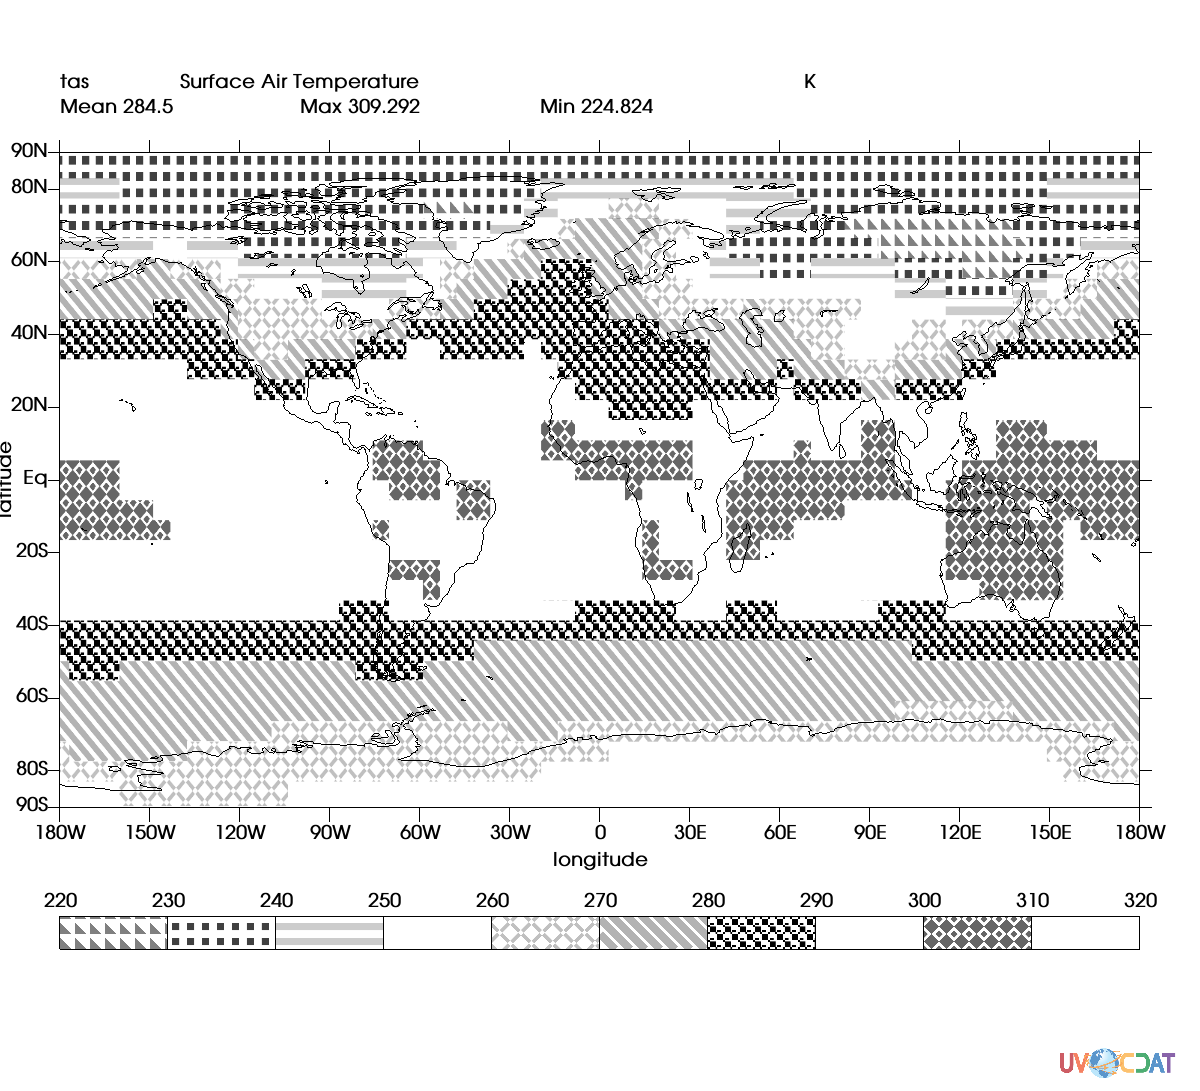 tas Surface Air Temperature K
Mean 284.5 Max 309.292 Min 224.824
90N
80N
60N
40N
20N
Eq
20S
40S
60S
80S
90S
latitude
180W 150W 120W 90W 60W 30W 0 30E 60E 90E 120E 150E 180W
longitude
220 230 240 250 260 270 280 290 300 310 320
UV CDAT